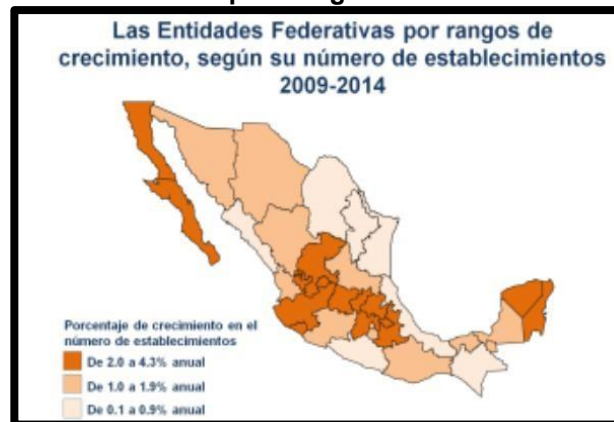 Las Entidades Federativas por rangos de
crecimiento, según su número de establecimientos
2009-2014
Porcentaje de crecimiento en el
número de establecimientos
De 2.0 a 4.3% anual
De 1.0 a 1.9% anual
De 0.1 a 0.9% anual